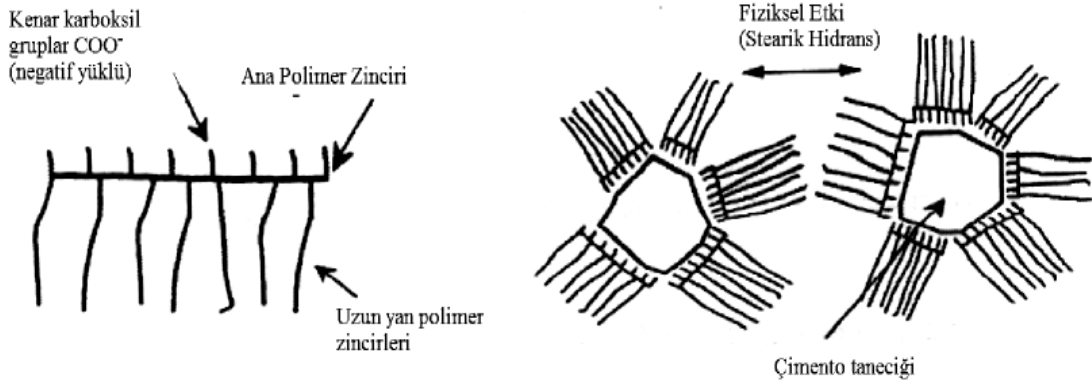 Kenar karboksil
gruplar COO⁻
(negatif yüklü)
Ana Polimer Zinciri
Uzun yan polimer
zincirleri
Fiziksel Etki
(Stearik Hidrans)
Çimento taneciği